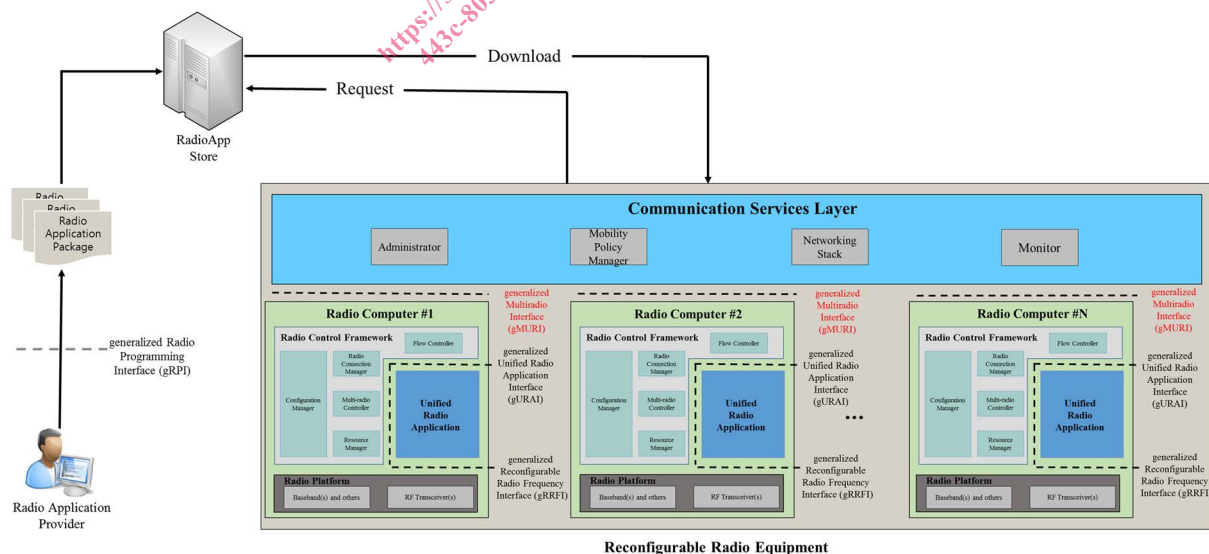 https://s
443c-80
Download
Request
RadioApp
Store
Radio
Radio
Radio
Application
Package
generalized Radio
Programming
Interface (gRPI)
Radio Application
Provider
Communication Services Layer
Administrator
Mobility
Policy
Manager
Networking
Stack
Monitor
generalized
Multiradio
Interface
(gMURI)
generalized
Multiradio
Interface
(gMURI)
generalized
Multiradio
Interface
(gMURI)
Radio Computer #1
Radio Control Framework
Flow Controller
Configuration
Manager
Radio
Connection
Manager
Multi-radio
Controller
Resource
Manager
Unified
Radio
Application
generalized
Unified Radio
Application
Interface
(gURAI)
generalized
Reconfigurable
Radio Frequency
Interface (gRRFI)
Radio Platform
Baseband(s) and others
RF Transceiver(s)
Radio Computer #2
Radio Control Framework
Flow Controller
Configuration
Manager
Radio
Connection
Manager
Multi-radio
Controller
Resource
Manager
Unified
Radio
Application
generalized
Unified Radio
Application
Interface
(gURAI)
...
generalized
Reconfigurable
Radio Frequency
Interface (gRRFI)
Radio Platform
Baseband(s) and others
RF Transceiver(s)
Radio Computer #N
Radio Control Framework
Flow Controller
Configuration
Manager
Radio
Connection
Manager
Multi-radio
Controller
Resource
Manager
Unified
Radio
Application
generalized
Unified Radio
Application
Interface
(gURAI)
generalized
Reconfigurable
Radio Frequency
Interface (gRRFI)
Radio Platform
Baseband(s) and others
RF Transceiver(s)
Reconfigurable Radio Equipment